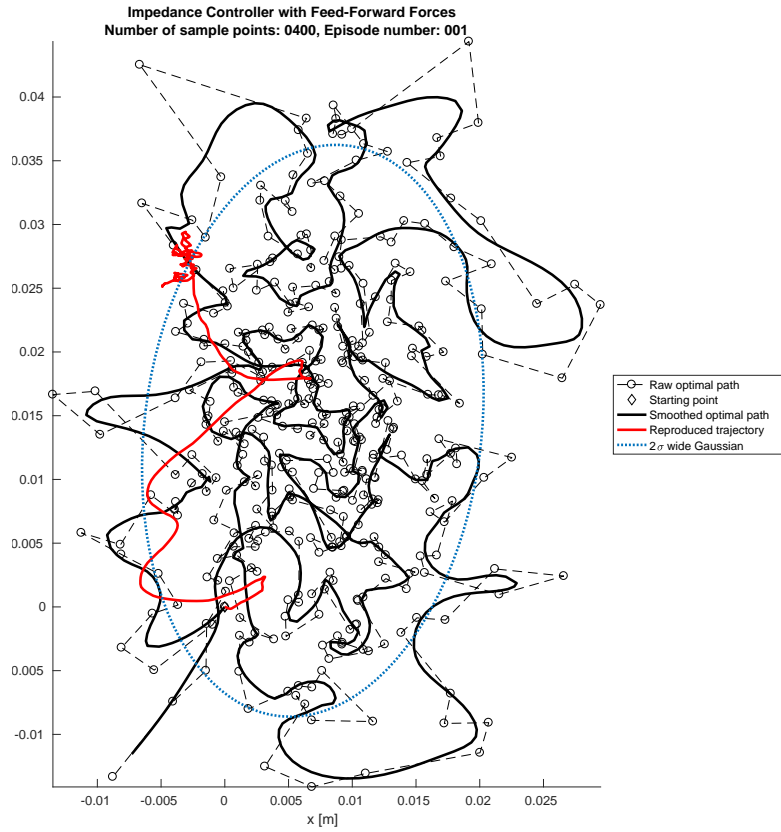 Impedance Controller with Feed-Forward Forces
Number of sample points: 0400, Episode number: 001
0.04
0.035
0.03
0.025
0.02
0.015
0.01
0.005
0
0.005
-0.01
-0.01
-0.005
0
0.005
0.01
0.015
0.02
0.025
x [m]
Raw optimal path
Starting point
Smoothed optimal path
Reproduced trajectory
2σ wide Gaussian